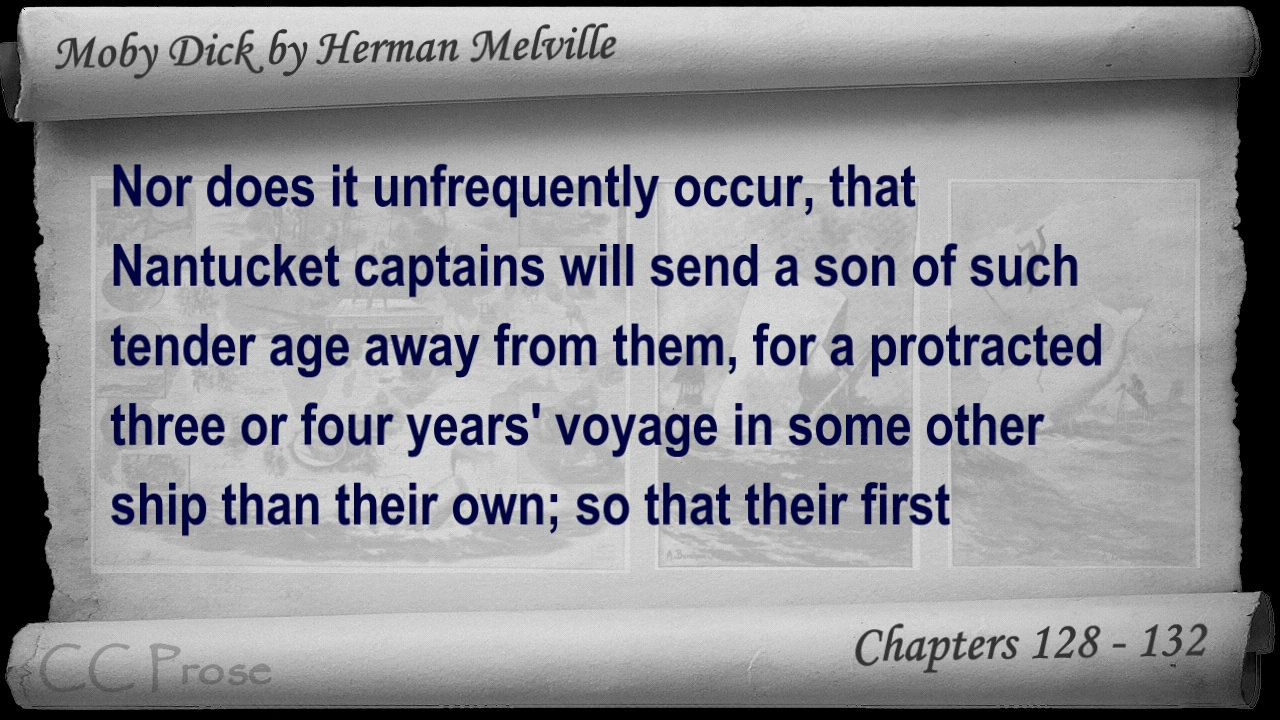 Moby Dick by Herman Melville
Nor does it unfrequently occur, that
Nantucket captains will send a son of such
tender age away from them, for a protracted
three or four years' voyage in some other
ship than their own; so that their first
Chapters 128 - 132
CC Prose